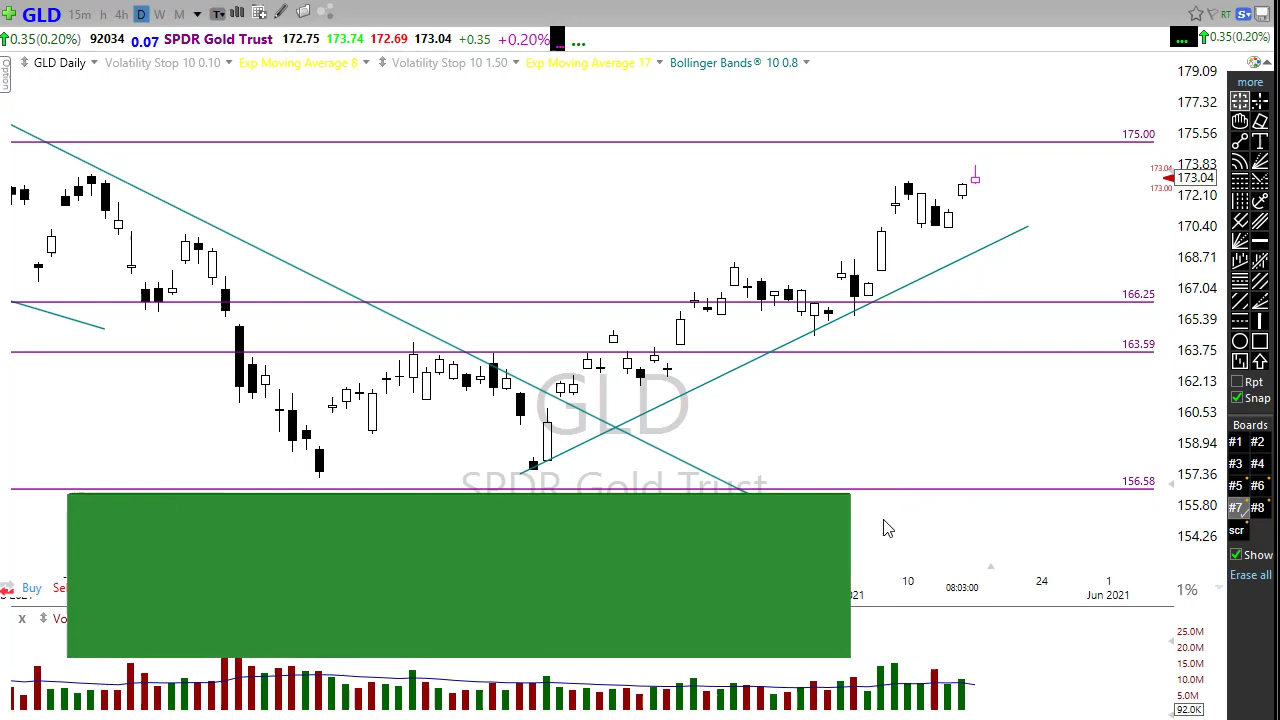 GLD 15m h 4h D W M T RT S
0.35(0.20%) 92034 0.07 SPDR Gold Trust 172.75 173.74 172.69 173.04 +0.35 +0.20% ... ... 0.35(0.20%)
Option
GLD Daily Volatility Stop 10 0.10 Exp Moving Average 8 Volatility Stop 10 1.50 Exp Moving Average 17 Bollinger Bands® 10 0.8
179.09
177.32
175.56
175.00
173.83
173.04
173.04
173.00
172.10
170.40
168.71
167.04
166.25
165.39
163.75
163.59
162.13
160.53
158.94
157.36
156.58
155.80
154.26
GLD
SPDR Gold Trust
more
T
Rpt
Snap
Boards
#1 #2
#3 #4
#5 #6
#7 #8
scr
Show
Erase all
10 24 1
08:03:00
Jun 2021
1%
Buy
X Vo
25.0M
20.0M
15.0M
10.0M
5.0M
92.0K